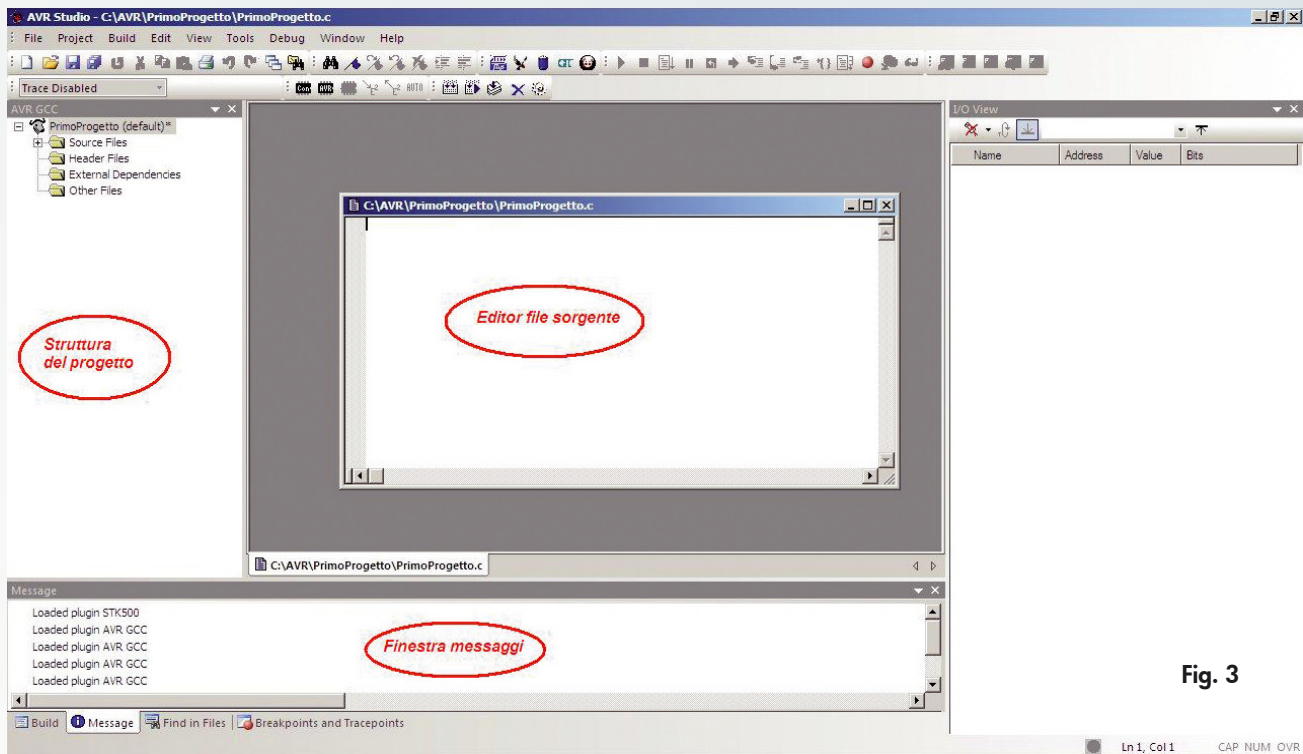 AVR Studio - C:\AVR\PrimoProgetto\PrimoProgetto.c
File Project Build Edit View Tools Debug Window Help
Trace Disabled
Con AVR AUTO
AVR GCC
PrimoProgetto (default)*
Source Files
Header Files
External Dependencies
Other Files
Struttura
del progetto
C:\AVR\PrimoProgetto\PrimoProgetto.c
Editor file sorgente
C:\AVR\PrimoProgetto\PrimoProgetto.c
I/O View
Name Address Value Bits
Message
Loaded plugin STK500
Loaded plugin AVR GCC
Loaded plugin AVR GCC
Loaded plugin AVR GCC
Loaded plugin AVR GCC
Finestra messaggi
Fig. 3
Build Message Find in Files Breakpoints and Tracepoints
Ln 1, Col 1 CAP NUM OVR